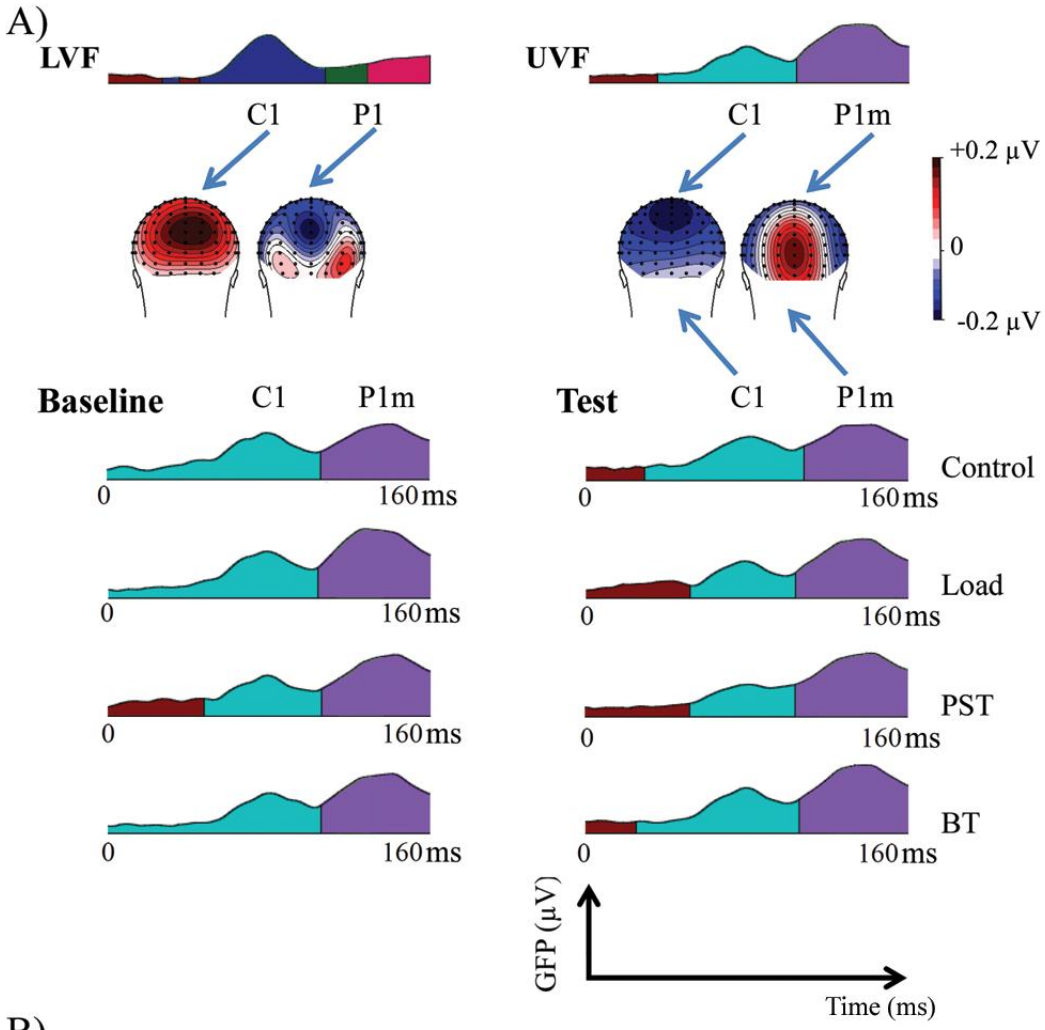 A)
LVF
UVF
C1 P1
C1 P1m
+0.2 µV
0
-0.2 µV
Baseline C1 P1m
Test C1 P1m
Control
0 160 ms
0 160 ms
Load
0 160 ms
0 160 ms
PST
0 160 ms
0 160 ms
BT
0 160 ms
0 160 ms
GFP (µV)
Time (ms)
B)